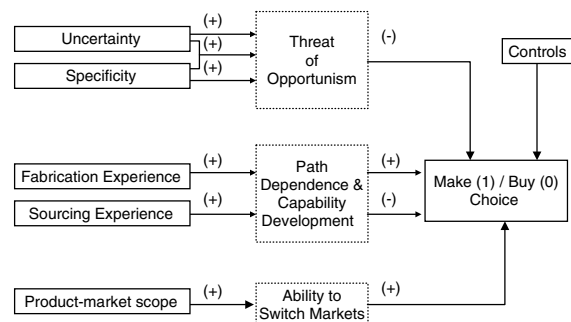 (+)
Uncertainty
(+)
(+)
Specificity
Threat
of
Opportunism
(-)
Controls
Fabrication Experience
(+)
Sourcing Experience
(+)
Path
Dependence &
Capability
Development
(+)
(-)
Make (1) / Buy (0)
Choice
Product-market scope
(+)
Ability to
Switch Markets
(+)